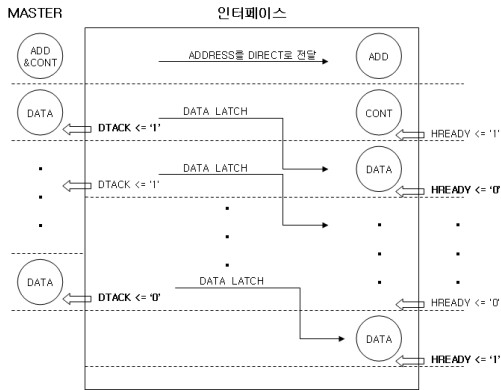 MASTER 인터페이스
ADD
&CONT
ADDRESS를 DIRECT로 전달
ADD
DATA
DTACK <= '1'
DATA LATCH
CONT
HREADY <= '1'
DTACK <= '1'
DATA LATCH
DATA
HREADY <= '0'
DATA
DTACK <= '0'
DATA LATCH
HREADY <= '0'
DATA
HREADY <= '1'